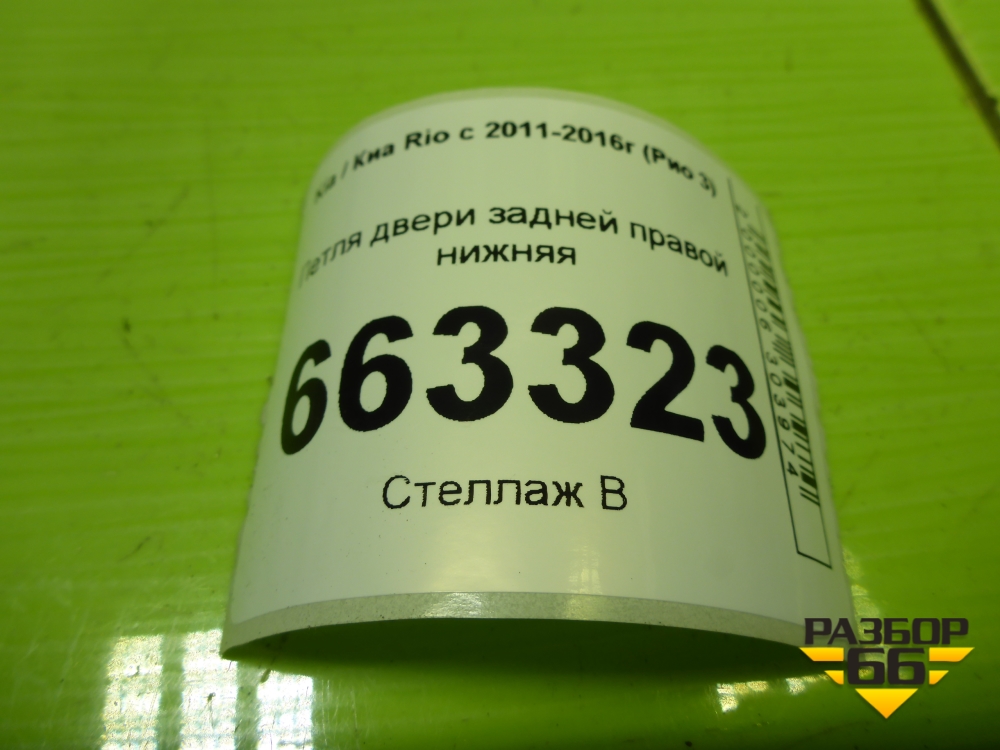 Kia / Киа Rio с 2011-2016г (Рио 3)
Петля двери задней правой
нижняя
663323
Стеллаж В
РАЗБОР
66